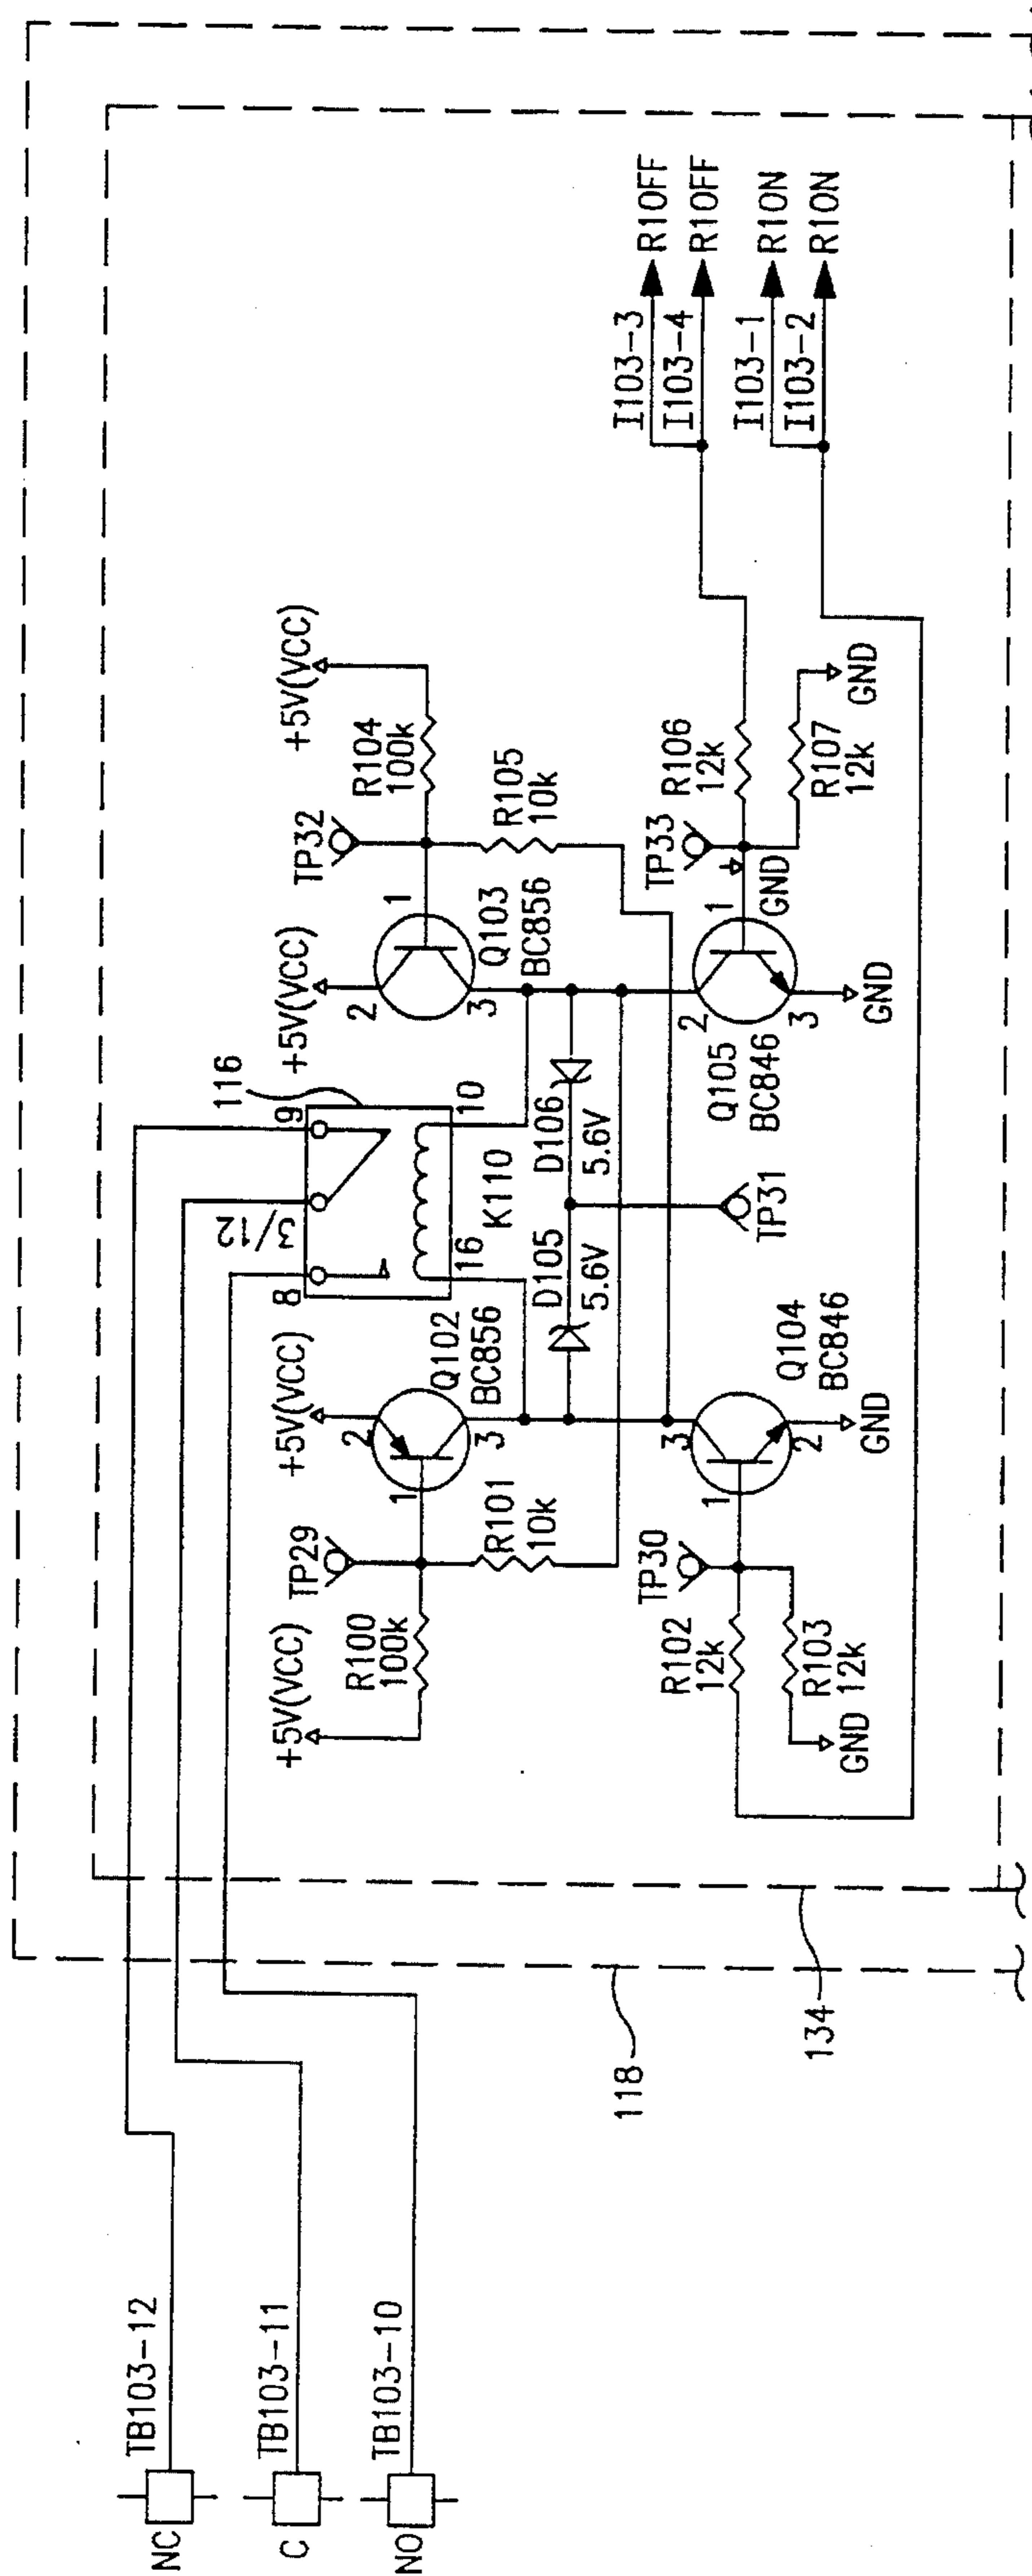 NC
TB103-12
C
TB103-11
NO
TB103-10
118
134
116
9
3/12
8
16
10
K110
+5V(VCC)
R100
100k
TP29
1
+5V(VCC)
2
3
Q102
BC856
R101
10k
D105
5.6V
D106
5.6V
TP31
+5V(VCC)
2
3
1
Q103
BC856
TP32
R104
100k
+5V(VCC)
R105
10k
TP30
R102
12k
R103
12k
GND
1
3
2
Q104
BC846
GND
Q105
BC846
2
3
1
GND
GND
TP33
R106
12k
R107
12k
GND
I103-3
R1OFF
I103-4
R1OFF
I103-1
R1ON
I103-2
R1ON